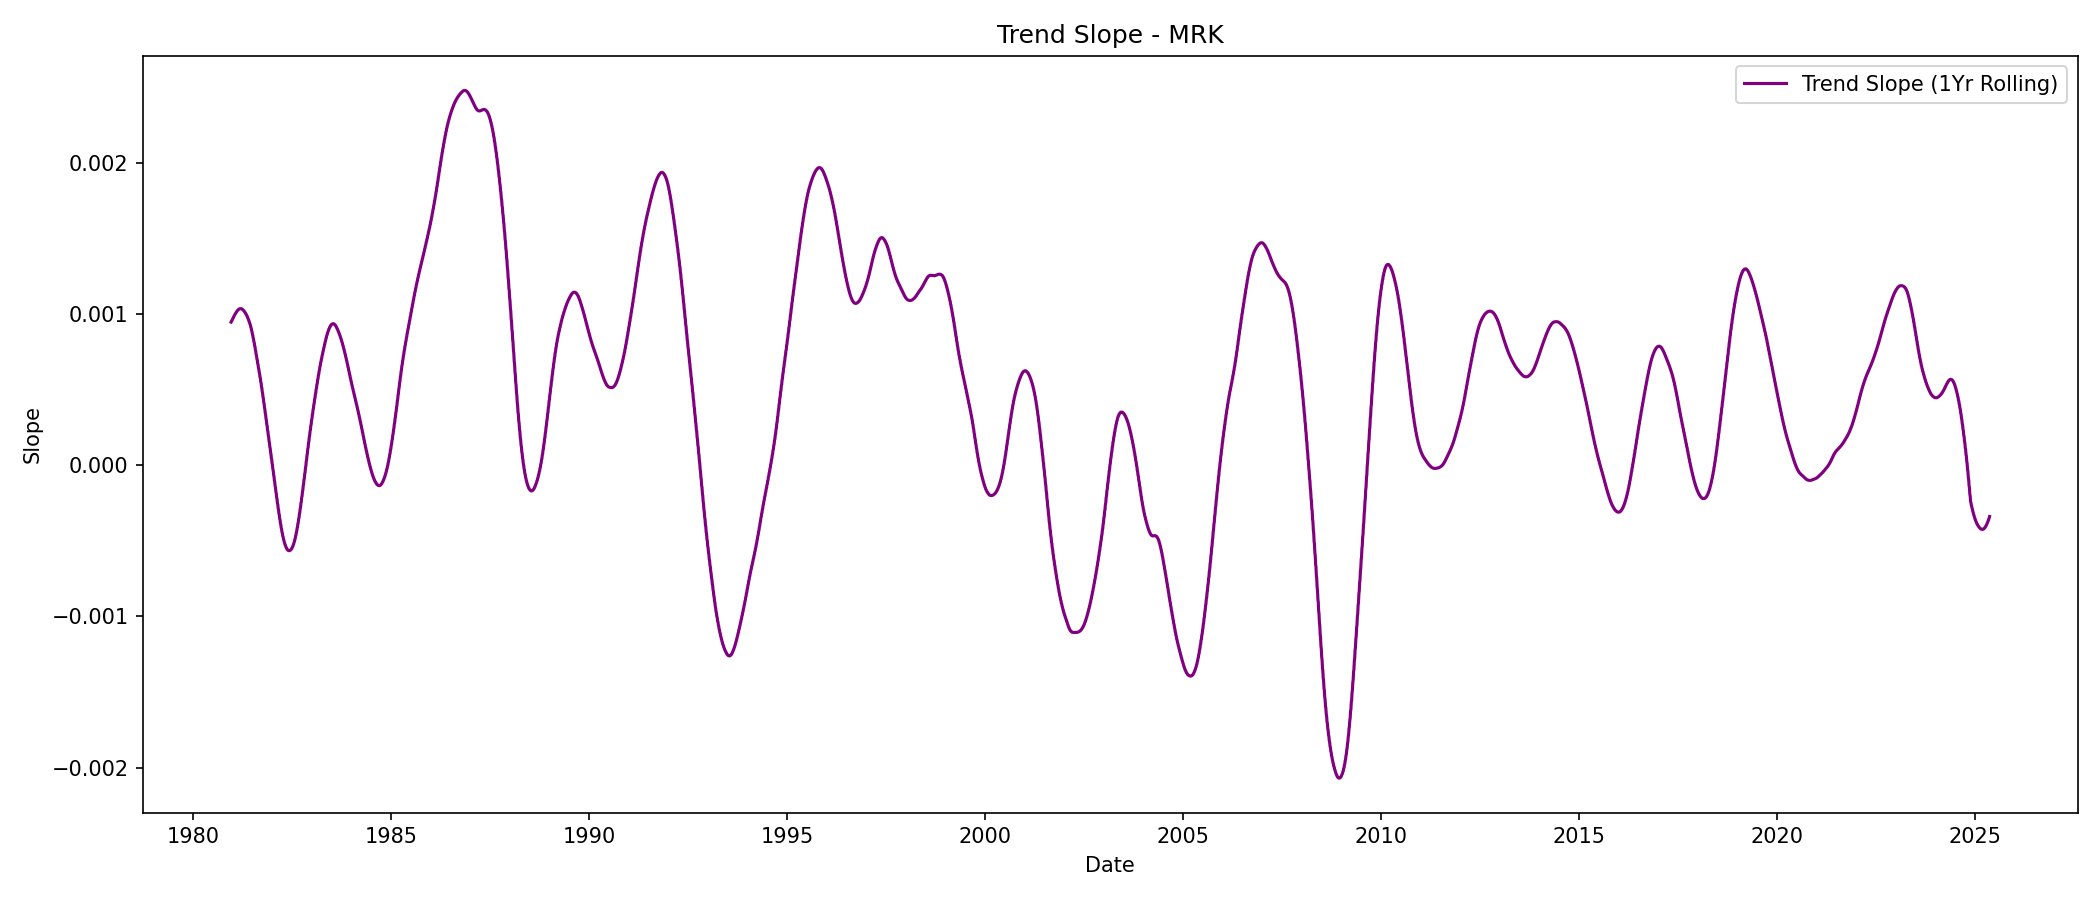 Trend Slope - MRK
Trend Slope (1Yr Rolling)
Slope
0.002
0.001
0.000
−0.001
−0.002
1980 1985 1990 1995 2000 2005 2010 2015 2020 2025
Date